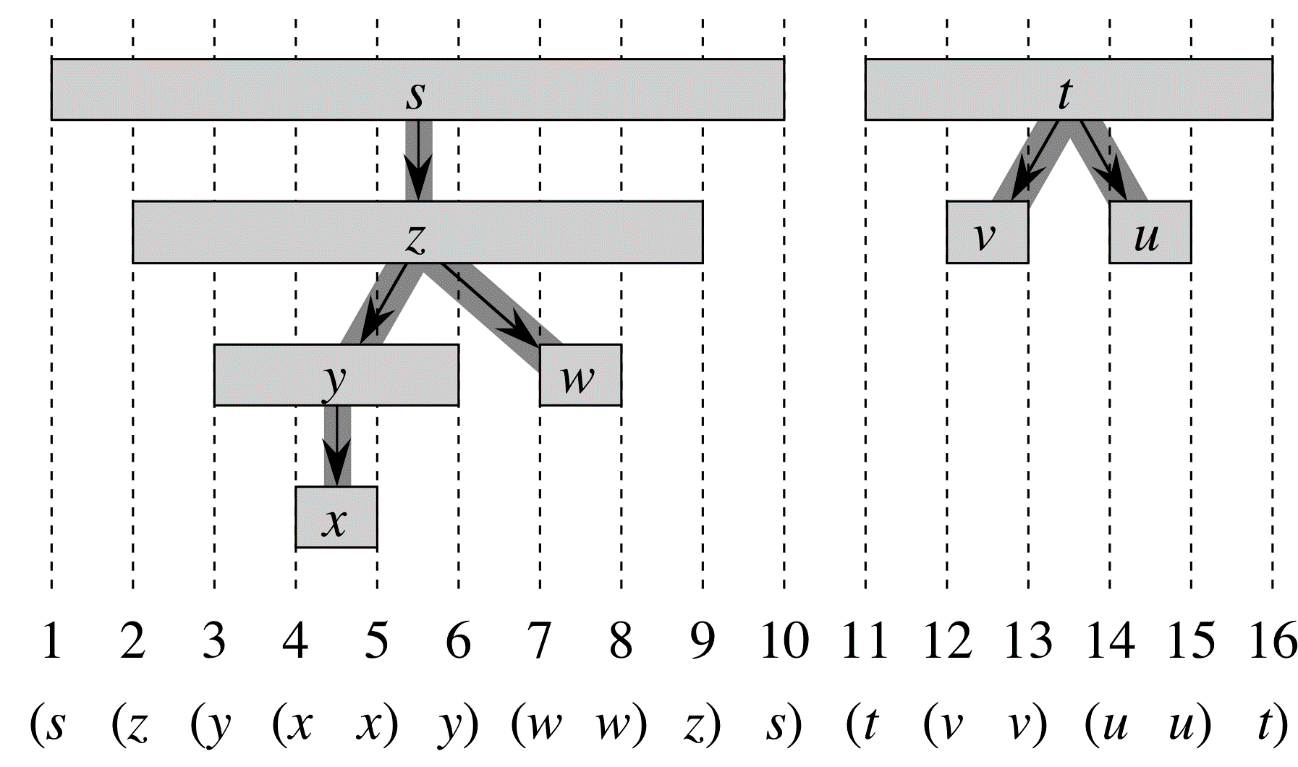 s t
z v u
y w
x
1 2 3 4 5 6 7 8 9 10 11 12 13 14 15 16
(s (z (y (x x) y) (w w) z) s) (t (v v) (u u) t)